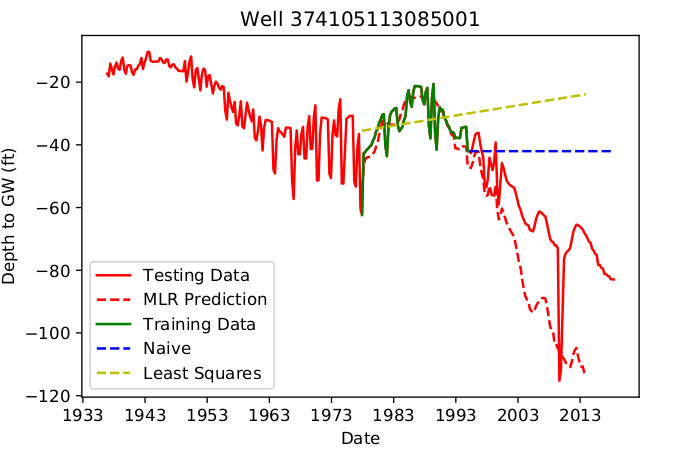 Well 374105113085001
Depth to GW (ft)
−20
−40
−60
−80
−100
−120
Testing Data
MLR Prediction
Training Data
Naive
Least Squares
1933 1943 1953 1963 1973 1983 1993 2003 2013
Date